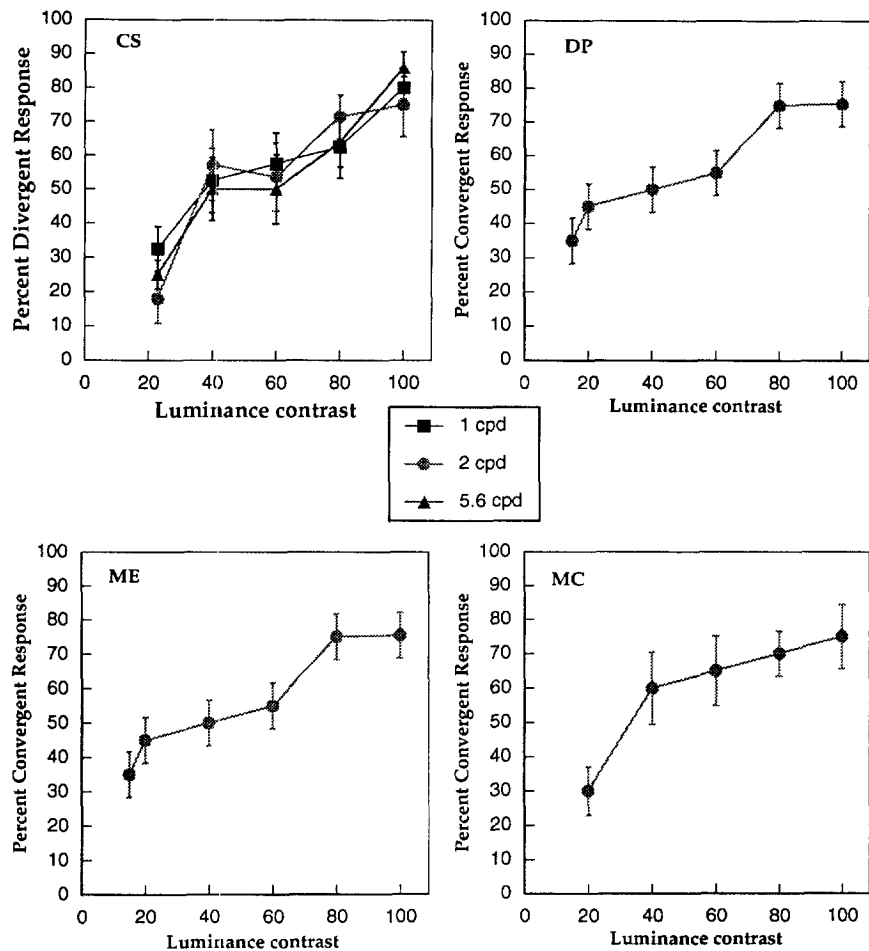 CS
Percent Divergent Response
100
90
80
70
60
50
40
30
20
10
0
0 20 40 60 80 100
Luminance contrast
DP
Percent Convergent Response
100
90
80
70
60
50
40
30
20
10
0
0 20 40 60 80 100
Luminance contrast
1 cpd
2 cpd
5.6 cpd
ME
Percent Convergent Response
100
90
80
70
60
50
40
30
20
10
0
0 20 40 60 80 100
Luminance contrast
MC
Percent Convergent Response
100
90
80
70
60
50
40
30
20
10
0
0 20 40 60 80 100
Luminance contrast